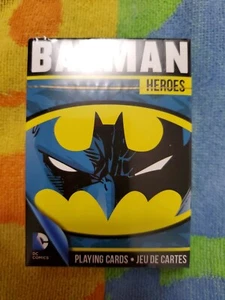 BATMAN
HEROES
DC
COMICS
PLAYING CARDS • JEU DE CARTES